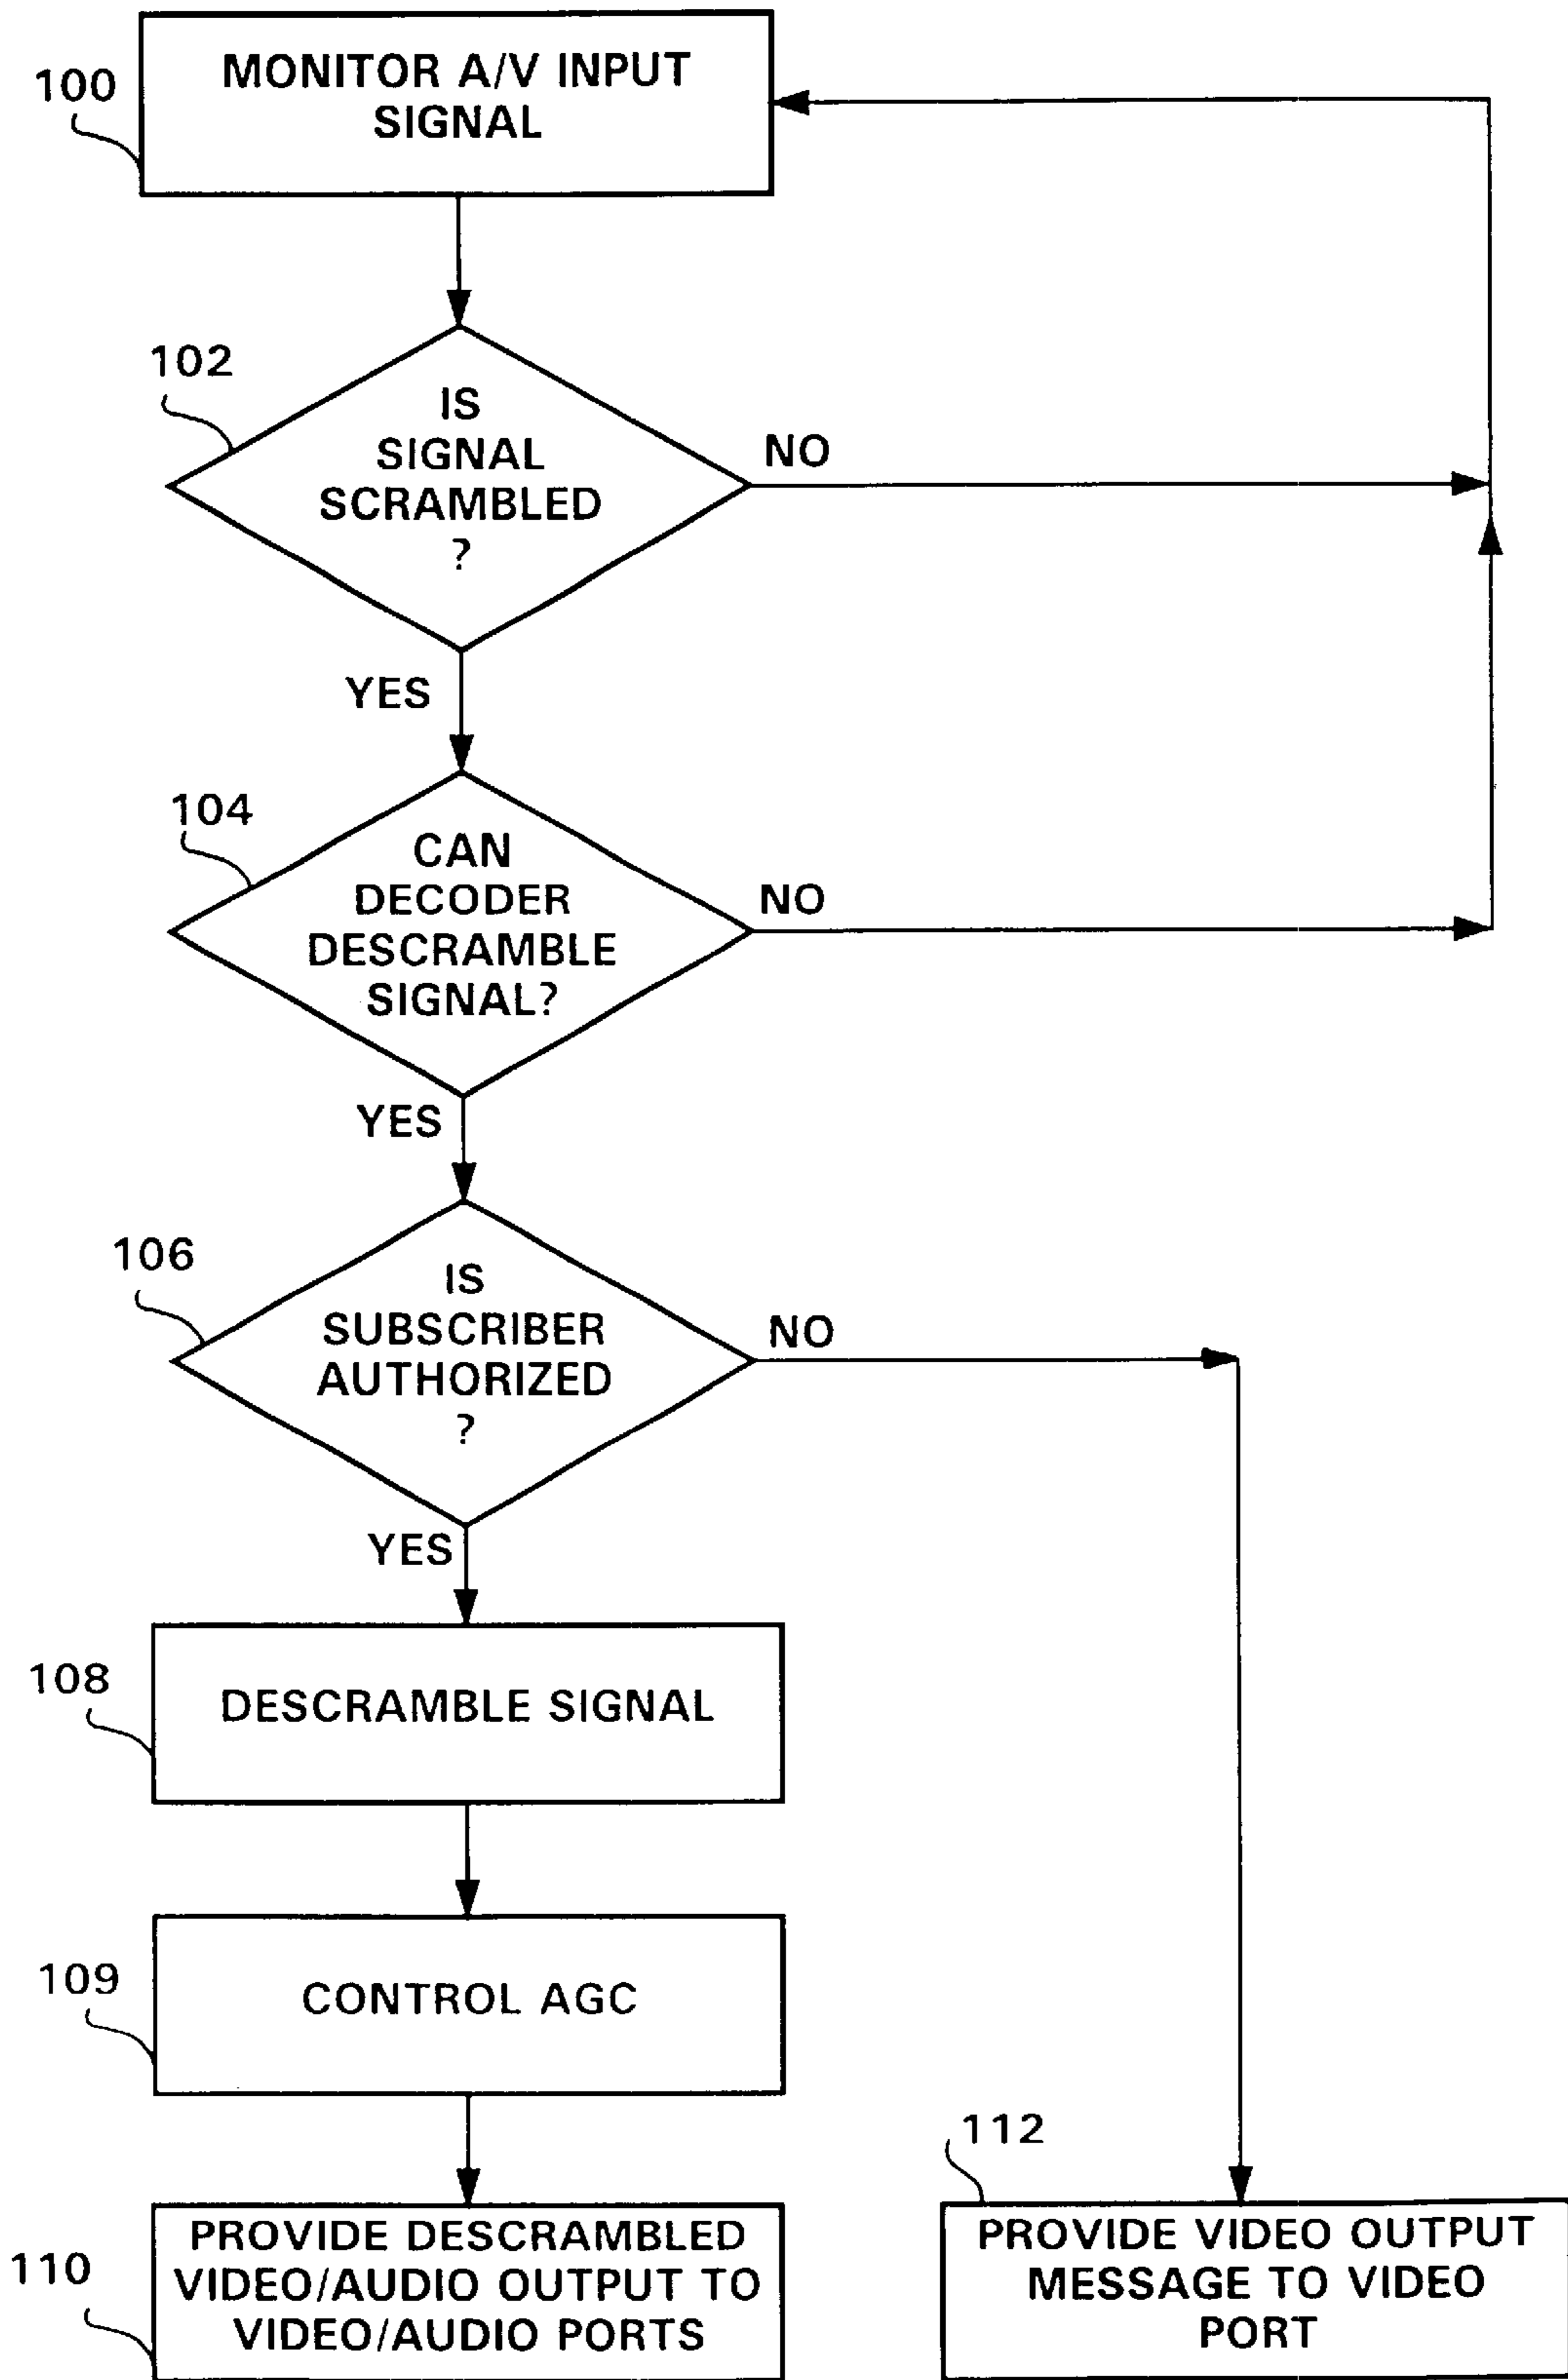 100
MONITOR A/V INPUT
SIGNAL
102
IS
SIGNAL
SCRAMBLED
?
NO
YES
104
CAN
DECODER
DESCRAMBLE
SIGNAL?
NO
YES
106
IS
SUBSCRIBER
AUTHORIZED
?
NO
YES
108
DESCRAMBLE SIGNAL
109
CONTROL AGC
110
PROVIDE DESCRAMBLED
VIDEO/AUDIO OUTPUT TO
VIDEO/AUDIO PORTS
112
PROVIDE VIDEO OUTPUT
MESSAGE TO VIDEO
PORT